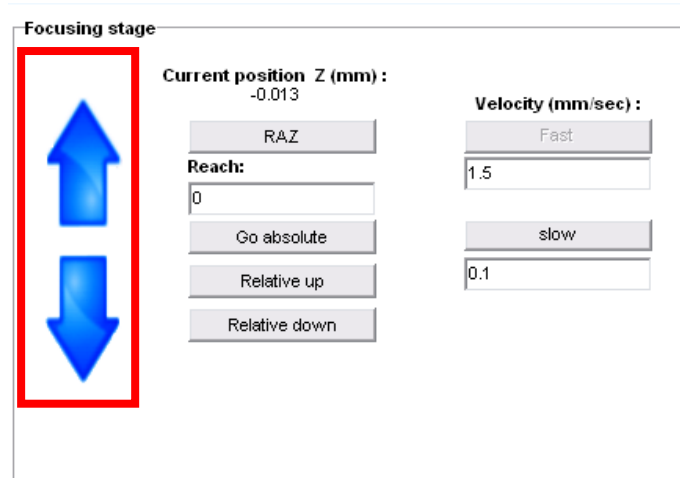 Focusing stage
Current position Z (mm) :
-0.013
RAZ
Reach:
0
Go absolute
Relative up
Relative down
Velocity (mm/sec) :
Fast
1.5
slow
0.1